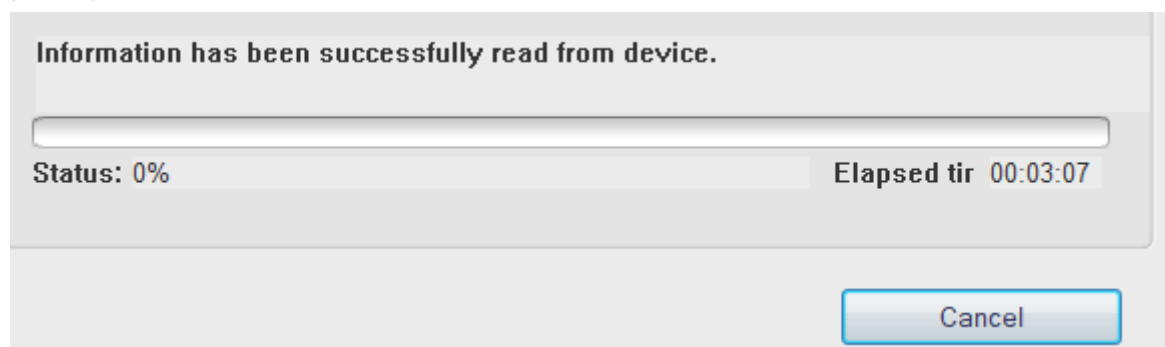 Information has been successfully read from device.
Status: 0% Elapsed tir 00:03:07
Cancel